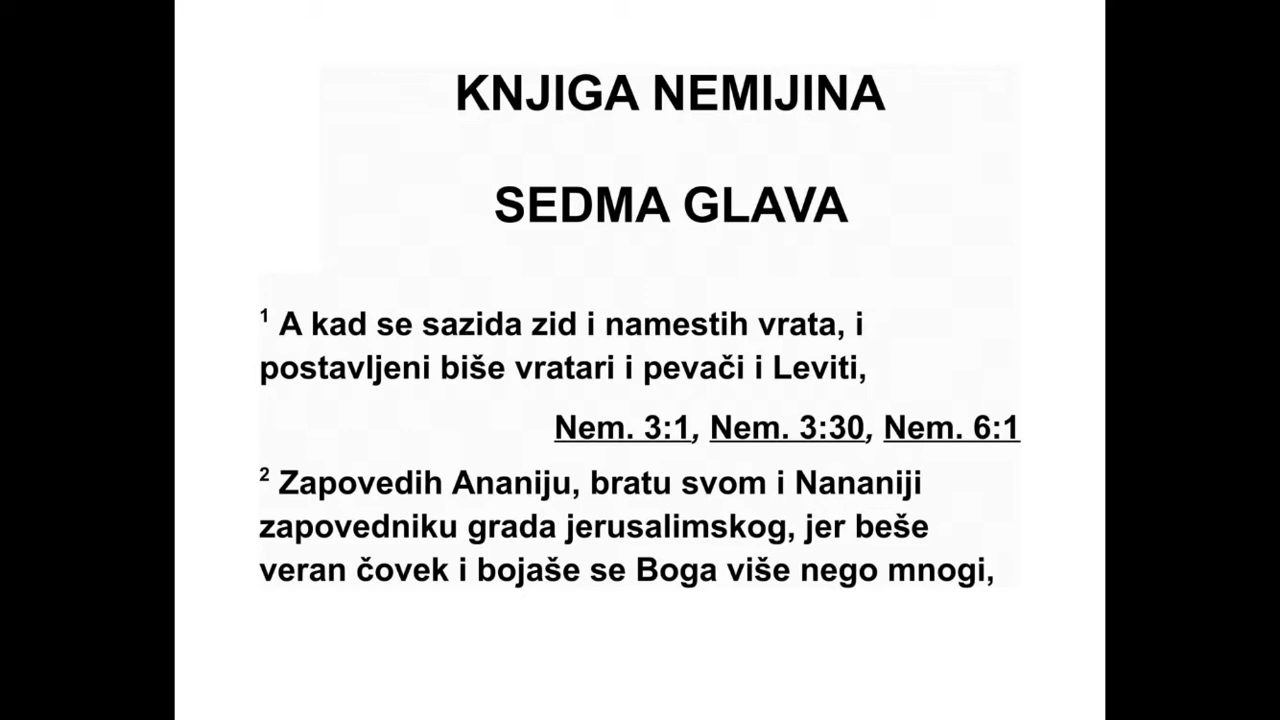 KNJIGA NEMIJINA
SEDMA GLAVA
¹ A kad se sazida zid i namestih vrata, i
postavljeni biše vratari i pevači i Leviti,
Nem. 3:1, Nem. 3:30, Nem. 6:1
² Zapovedih Ananiju, bratu svom i Nananiji
zapovedniku grada jerusalimskog, jer beše
veran čovek i bojaše se Boga više nego mnogi,